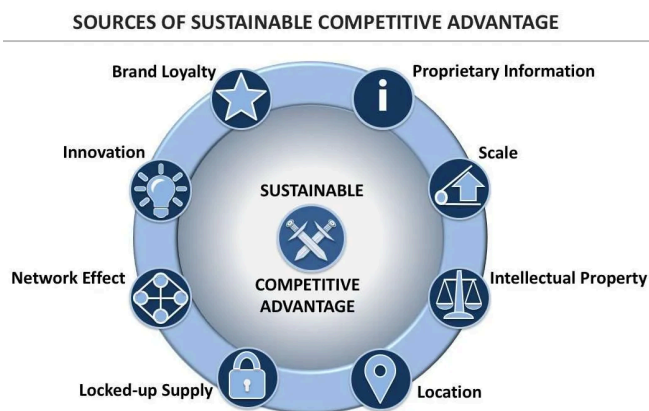 SOURCES OF SUSTAINABLE COMPETITIVE ADVANTAGE
Brand Loyalty
Proprietary Information
Innovation
Scale
SUSTAINABLE
COMPETITIVE
ADVANTAGE
Network Effect
Intellectual Property
Locked-up Supply
Location